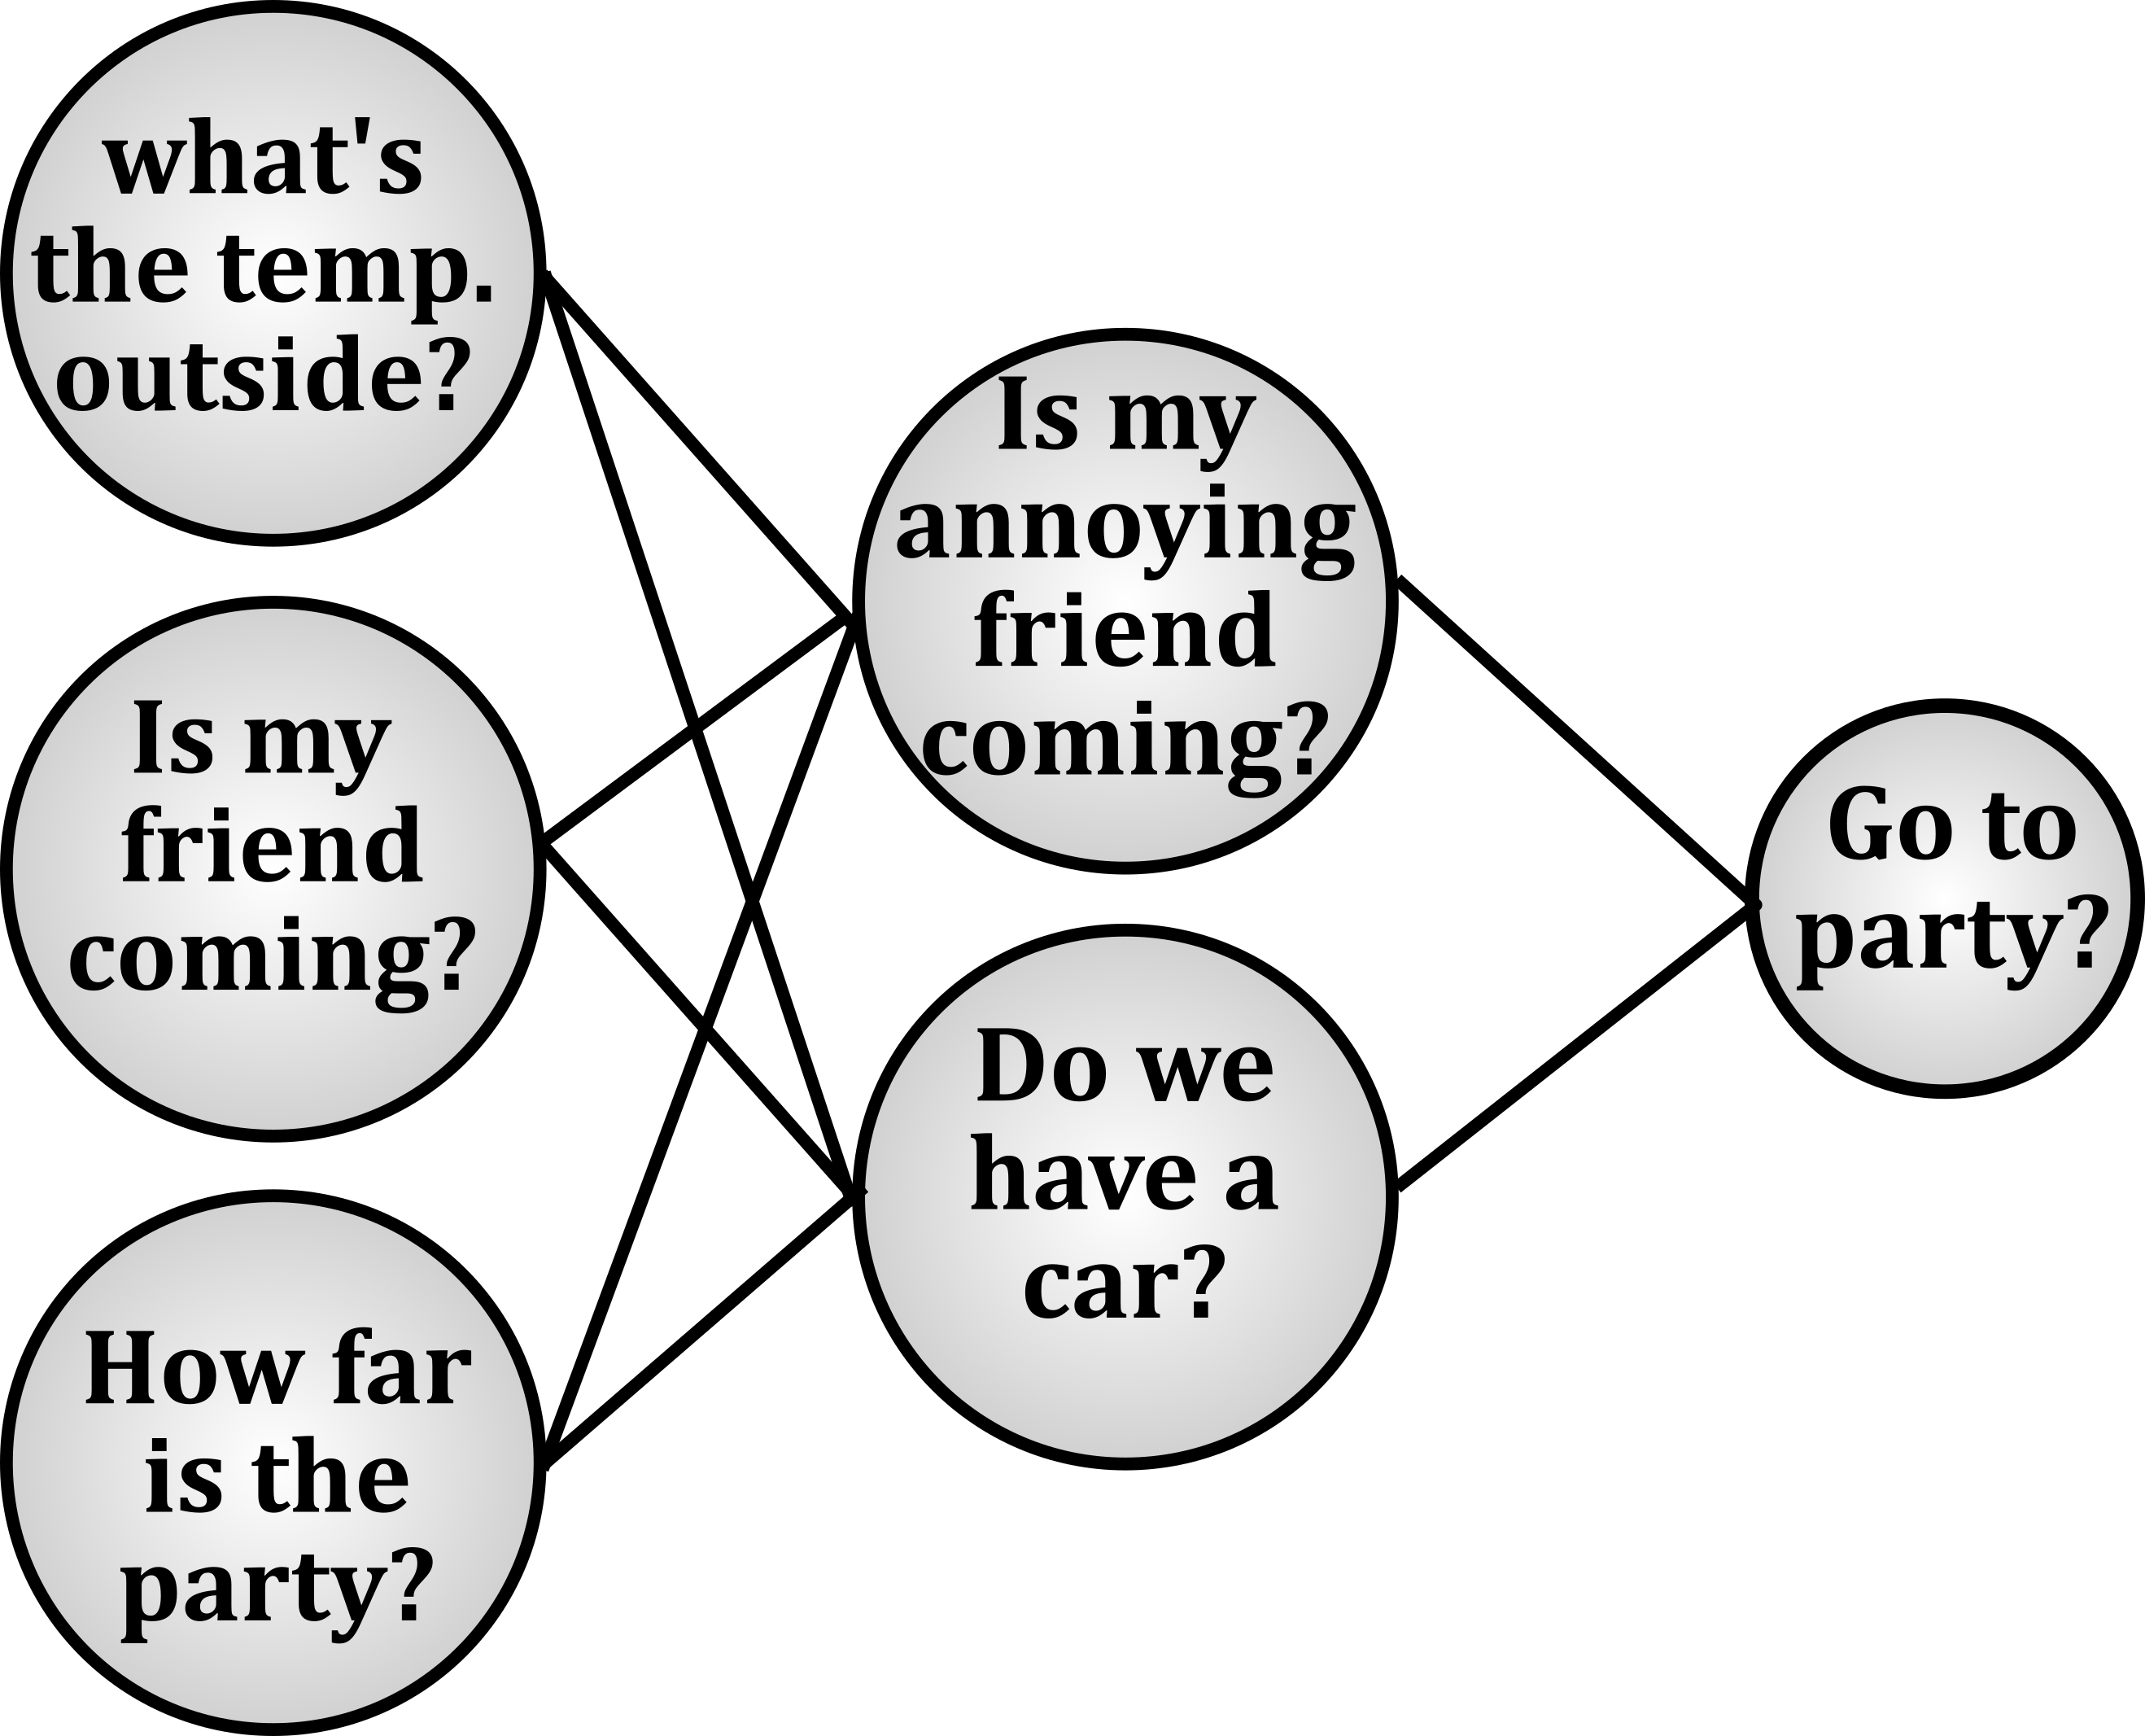 what's
the temp.
outside?
Is my
friend
coming?
How far
is the
party?
Is my
annoying
friend
coming?
Do we
have a
car?
Go to
party?